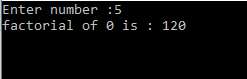 Enter number :5
factorial of 0 is : 120